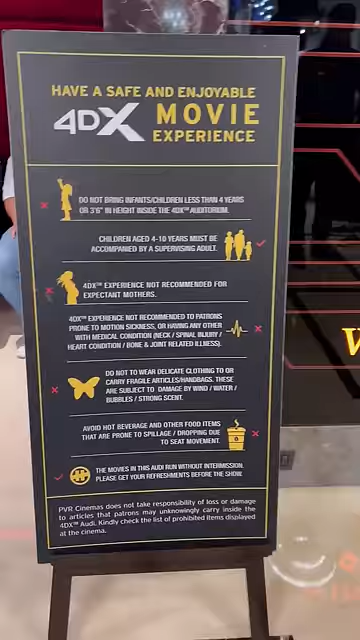 HAVE A SAFE AND ENJOYABLE
4DX MOVIE
EXPERIENCE
DO NOT BRING INFANTS/CHILDREN LESS THAN 4 YEARS
OR 3'6" IN HEIGHT INSIDE THE 4DX™ AUDITORIUM.
CHILDREN AGED 4-10 YEARS MUST BE
ACCOMPANIED BY A SUPERVISING ADULT.
4DX™ EXPERIENCE NOT RECOMMENDED FOR
EXPECTANT MOTHERS.
4DX™ EXPERIENCE NOT RECOMMENDED TO PATRONS
PRONE TO MOTION SICKNESS, OR HAVING ANY OTHER
WITH MEDICAL CONDITION (NECK / SPINAL INJURY /
HEART CONDITION / BONE & JOINT RELATED ILLNESS).
DO NOT TO WEAR DELICATE CLOTHING TO OR
CARRY FRAGILE ARTICLES/HANDBAGS. THESE
ARE SUBJECT TO DAMAGE BY WIND / WATER /
BUBBLES / STRONG SCENT.
AVOID HOT BEVERAGE AND OTHER FOOD ITEMS
THAT ARE PRONE TO SPILLAGE / DROPPING DUE
TO SEAT MOVEMENT.
THE MOVIES IN THIS AUDI RUN WITHOUT INTERMISSION.
PLEASE GET YOUR REFRESHMENTS BEFORE THE SHOW.
PVR Cinemas does not take responsibility of loss or damage
to articles that patrons may unknowingly carry inside the
4DX™ Audi. Kindly check the list of prohibited items displayed
at the cinema.